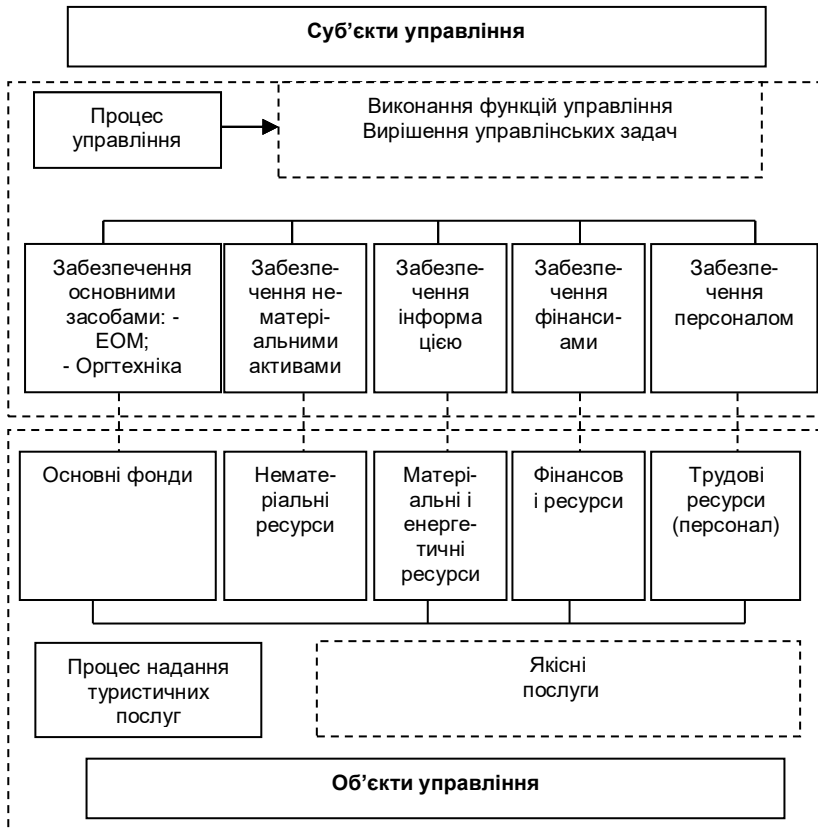 Суб’єкти управління
Процес
управління
Виконання функцій управління
Вирішення управлінських задач
Забезпечення
основними
засобами: -
ЕОМ;
- Оргтехніка
Забезпе-
чення не-
матері-
альними
активами
Забезпе-
чення
інформа
цією
Забезпе-
чення
фінанси-
ами
Забезпе-
чення
персоналом
Основні фонди
Немате-
ріальні
ресурси
Матері-
альні і
енерге-
тичні
ресурси
Фінансов
і ресурси
Трудові
ресурси
(персонал)
Процес надання
туристичних
послуг
Якісні
послуги
Об’єкти управління